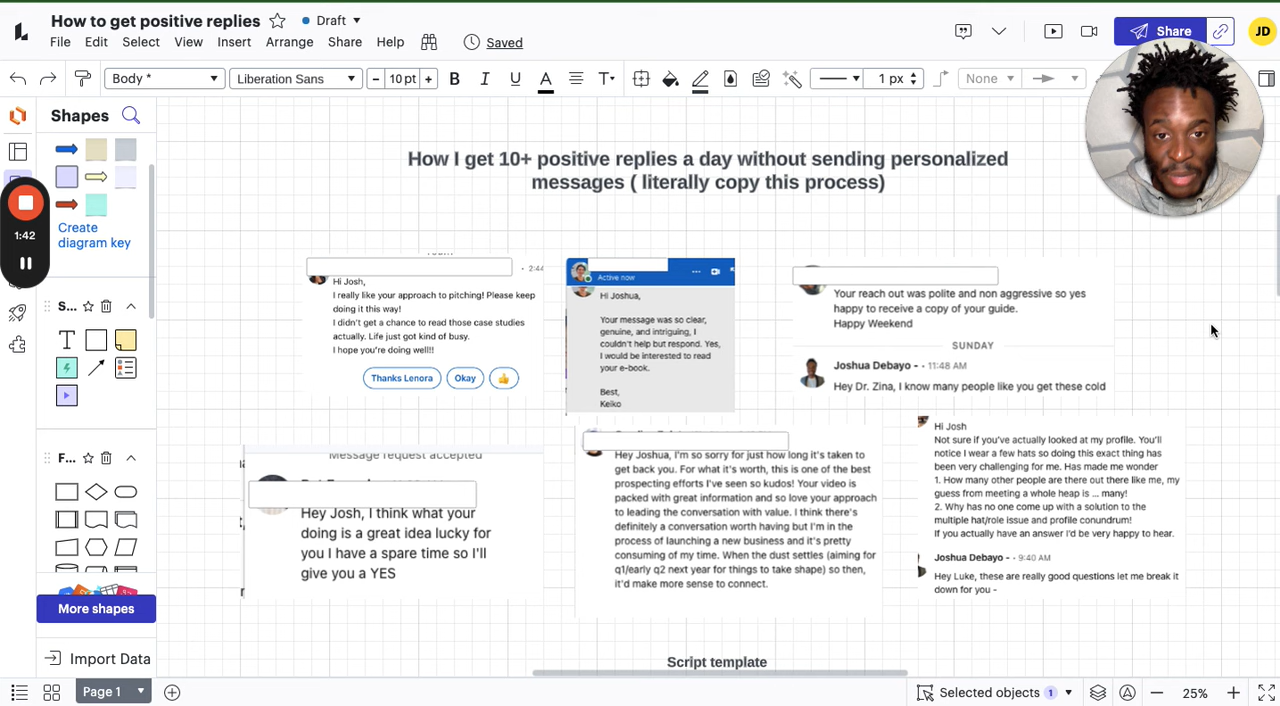 How to get positive replies
Draft
File Edit Select View Insert Arrange Share Help
Saved
Share
JD
Body *
Liberation Sans
10 pt
B I U A
T
1 px
None
Shapes
1:42
Create
diagram key
S...
T
F...
More shapes
Import Data
How I get 10+ positive replies a day without sending personalized
messages ( literally copy this process)
Hi Josh,
I really like your approach to pitching! Please keep
doing it this way!
I didn't get a chance to read those case studies
actually. Life just got kind of busy.
I hope you're doing well!!
Thanks Lenora
Okay
Active now
Hi Joshua,
Your message was so clear,
genuine, and intriguing, I
couldn't help but respond. Yes,
I would be interested to read
your e-book.
Best,
Keiko
Your reach out was polite and non aggressive so yes
happy to receive a copy of your guide.
Happy Weekend
SUNDAY
Joshua Debayo - • 11:48 AM
Hey Dr. Zina, I know many people like you get these cold
Message request accepted
Hey Josh, I think what your
doing is a great idea lucky for
you I have a spare time so I'll
give you a YES
Hey Joshua, I'm so sorry for just how long it's taken to
get back you. For what it's worth, this is one of the best
prospecting efforts I've seen so kudos! Your video is
packed with great information and so love your approach
to leading the conversation with value. I think there's
definitely a conversation worth having but I'm in the
process of launching a new business and it's pretty
consuming of my time. When the dust settles (aiming for
q1/early q2 next year for things to take shape) so then,
it'd make more sense to connect.
Hi Josh
Not sure if you've actually looked at my profile. You'll
notice I wear a few hats so doing this exact thing has
been very challenging for me. Has made me wonder
1. How many other people are there out there like me, my
guess from meeting a whole heap is ... many!
2. Why has no one come up with a solution to the
multiple hat/role issue and profile conundrum!
If you actually have an answer I'd be very happy to hear.
Joshua Debayo - • 9:40 AM
Hey Luke, these are really good questions let me break it
down for you -
Script template
Page 1
Selected objects 1
25%